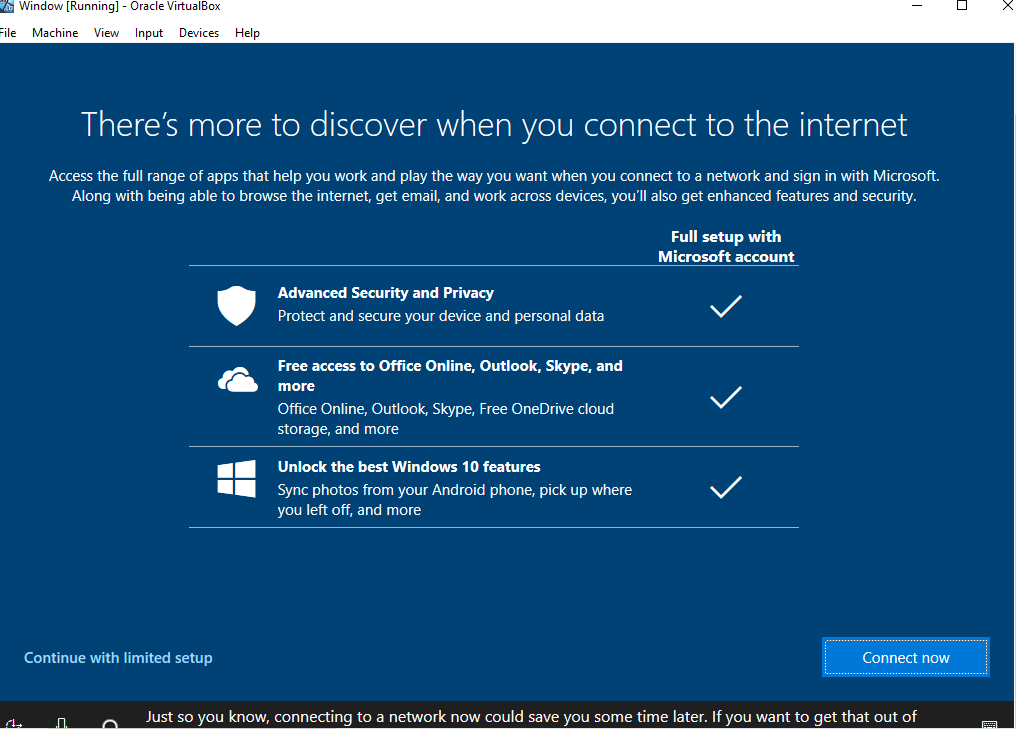 Window [Running] - Oracle VirtualBox
File Machine View Input Devices Help
There's more to discover when you connect to the internet
Access the full range of apps that help you work and play the way you want when you connect to a network and sign in with Microsoft.
Along with being able to browse the internet, get email, and work across devices, you'll also get enhanced features and security.
Full setup with
Microsoft account
Advanced Security and Privacy
Protect and secure your device and personal data
Free access to Office Online, Outlook, Skype, and
more
Office Online, Outlook, Skype, Free OneDrive cloud
storage, and more
Unlock the best Windows 10 features
Sync photos from your Android phone, pick up where
you left off, and more
Continue with limited setup
Connect now
Just so you know, connecting to a network now could save you some time later. If you want to get that out of